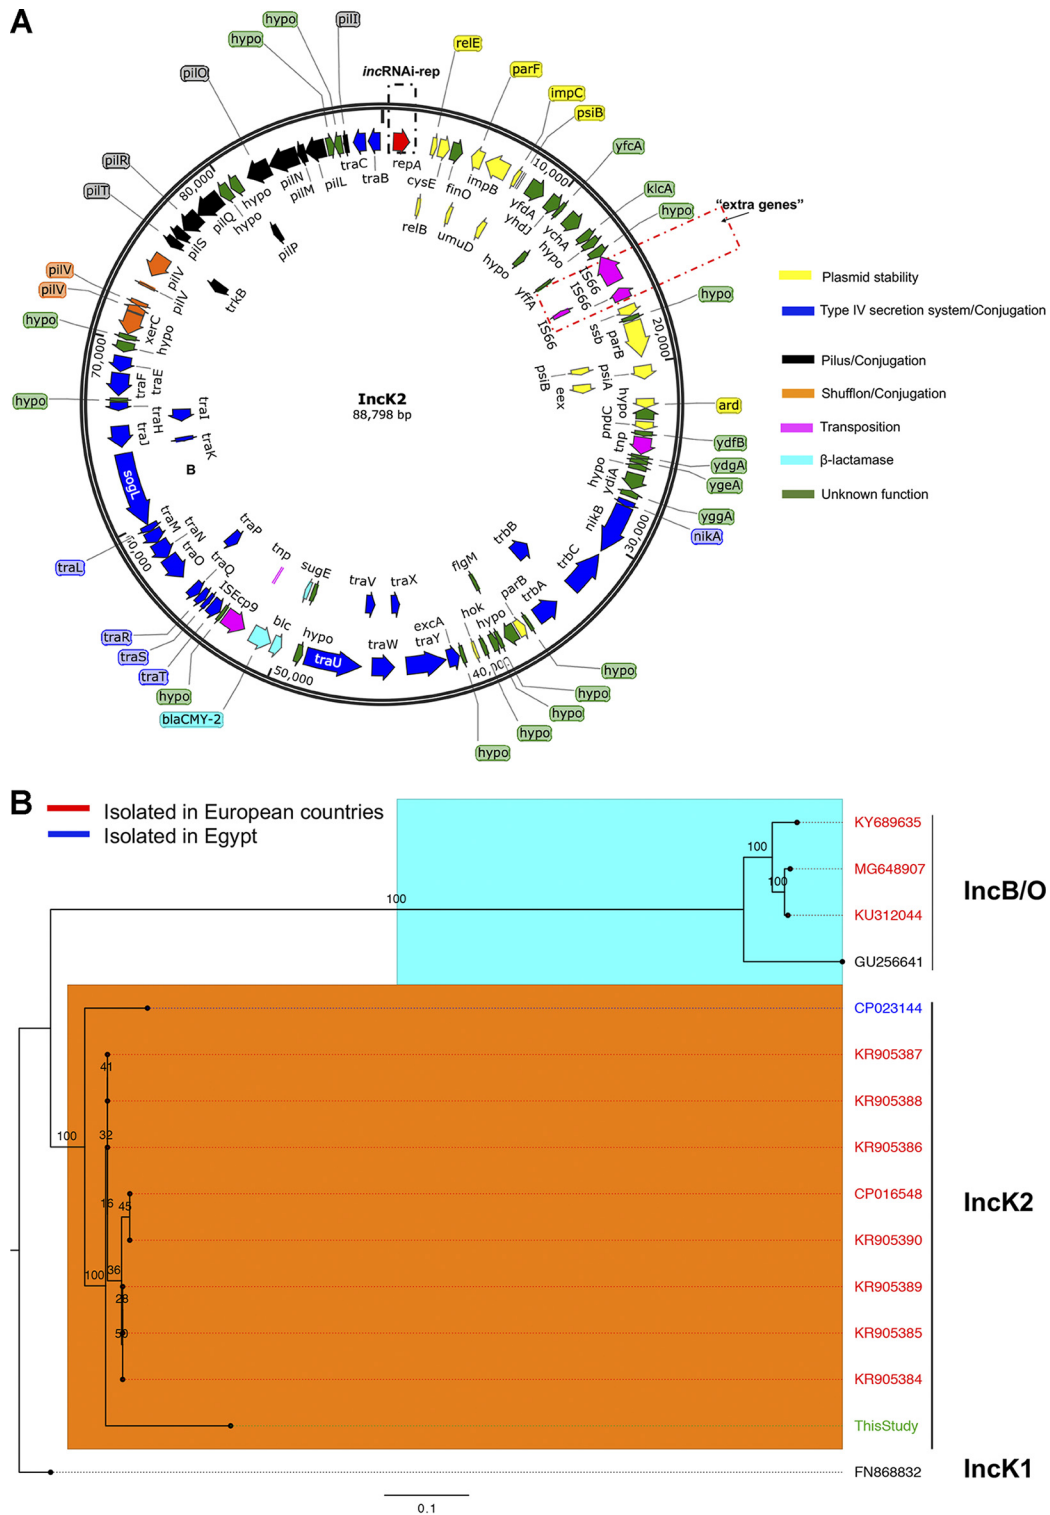 A
hypo
pilI
hypo
relE
incRNAi-rep
parF
pilO
impC
psiB
yfcA
pilR
klcA
pilT
hypo
"extra genes"
10,000
80,000
traC
traB
repA
cysE
finO
impB
yfdA
yhdJ
ychA
hypo
IS66
IS66
IS66
relB
umuD
hypo
yffA
pilL
pilM
pilN
hypo
hypo
pilQ
pilS
pilP
trkB
pilV
pilV
pilV
pilV
xerC
hypo
hypo
hypo
ssb
parB
20,000
70,000
traE
traF
hypo
traH
traI
traJ
traK
psiB
eex
psiA
hypo
ard
pndC
tnp
ydfB
ydgA
ygeA
hypo
ydiA
yggA
nikA
nikB
30,000
IncK2
88,798 bp
B
sogL
traM
traN
traO
traP
traL
traQ
ISEcp9
traR
traS
traT
hypo
blaCMY-2
tnp
sugE
blc
hypo
50,000
traU
traV
traX
traW
traY
excA
hok
hypo
flgM
parB
trbA
trbB
trbC
hypo
hypo
hypo
hypo
hypo
Plasmid stability
Type IV secretion system/Conjugation
Pilus/Conjugation
Shufflon/Conjugation
Transposition
β-lactamase
Unknown function
B
Isolated in European countries
Isolated in Egypt
KY689635
100
MG648907
100
IncB/O
100
KU312044
GU256641
CP023144
KR905387
41
KR905388
32
100
KR905386
CP016548
16
45
IncK2
KR905390
36
100
KR905389
28
KR905385
KR905384
ThisStudy
FN868832
IncK1
0.1